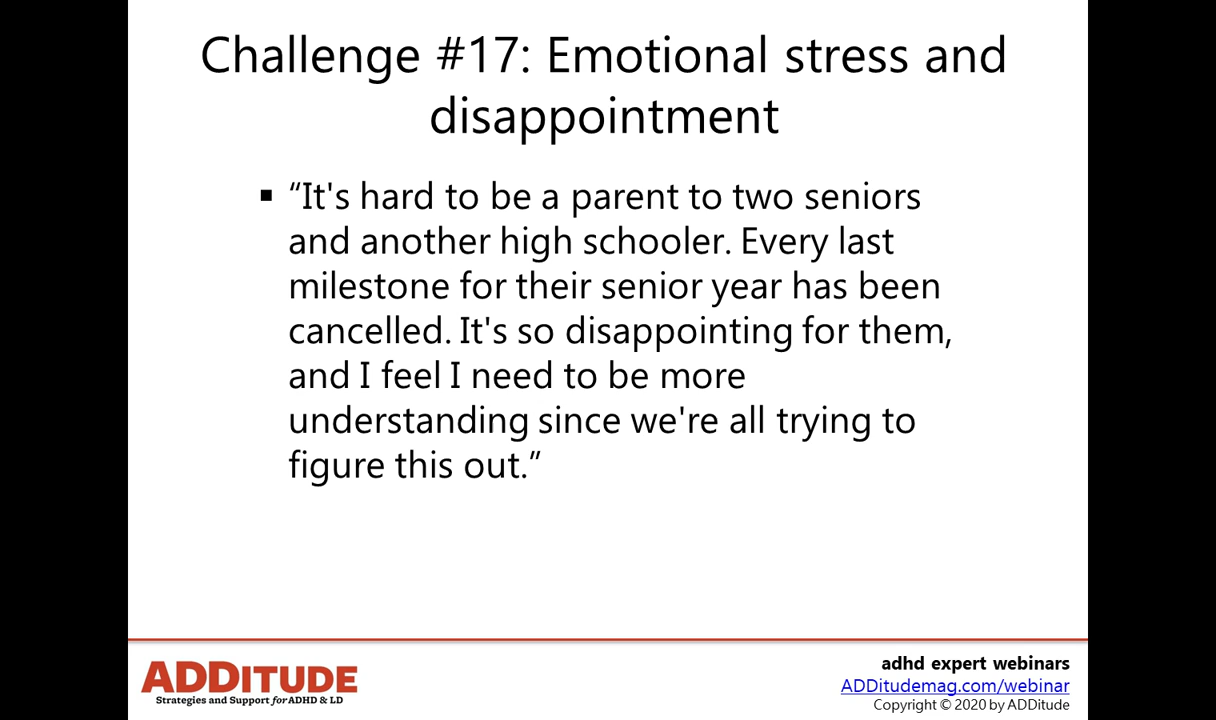 Challenge #17: Emotional stress and
disappointment
▪ “It's hard to be a parent to two seniors
and another high schooler. Every last
milestone for their senior year has been
cancelled. It's so disappointing for them,
and I feel I need to be more
understanding since we're all trying to
figure this out.”
ADDITUDE
Strategies and Support for ADHD & LD
adhd expert webinars
ADDitudemag.com/webinar
Copyright © 2020 by ADDitude